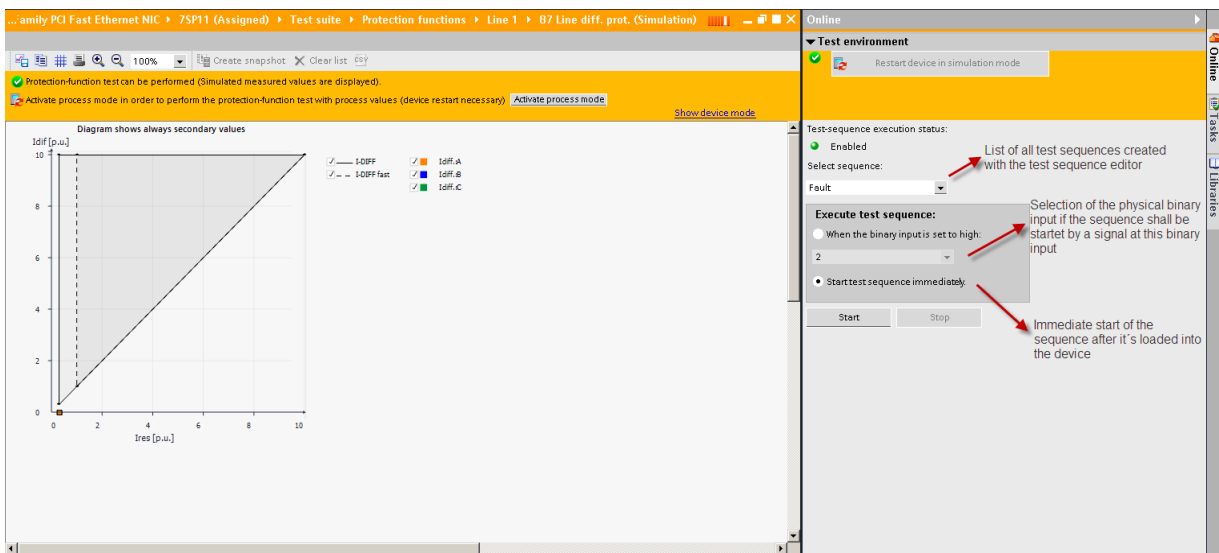 ...amily PCI Fast Ethernet NIC ▸ 7SP11 (Assigned) ▸ Test suite ▸ Protection functions ▸ Line 1 ▸ 87 Line diff. prot. (Simulation)
100%
Create snapshot
Clear list
Protection-function test can be performed (Simulated measured values are displayed).
Activate process mode in order to perform the protection-function test with process values (device restart necessary)
Activate process mode
Show device mode
Diagram shows always secondary values
Idif [p.u.]
10
8
6
4
2
0
0 2 4 6 8 10
Ires [p.u.]
I-DIFF
I-DIFF fast
Idiff.:A
Idiff.:B
Idiff.:C
Online
Test environment
Restart device in simulation mode
Test-sequence execution status:
Enabled
Select sequence:
Fault
Execute test sequence:
When the binary input is set to high:
2
Start test sequence immediately.
Start
Stop
List of all test sequences created
with the test sequence editor
Selection of the physical binary
input if the sequence shall be
startet by a signal at this binary
input
Immediate start of the
sequence after it´s loaded into
the device
Online
Tasks
Libraries